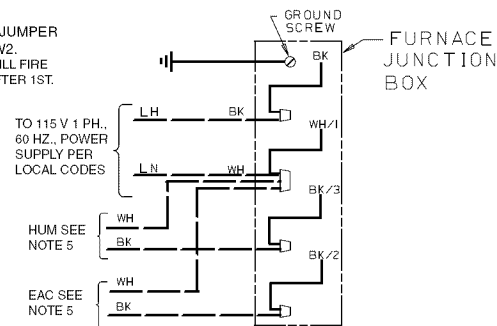 JUMPER
W2.
ILL FIRE
FTER 1ST.
GROUND
SCREW
FURNACE
JUNCTION
BOX
BK
TO 115 V 1 PH.,
60 HZ., POWER
SUPPLY PER
LOCAL CODES
LH BK
WH/1
LN WH
HUM SEE
NOTE 5
WH
BK
BK/3
EAC SEE
NOTE 5
WH
BK
BK/2